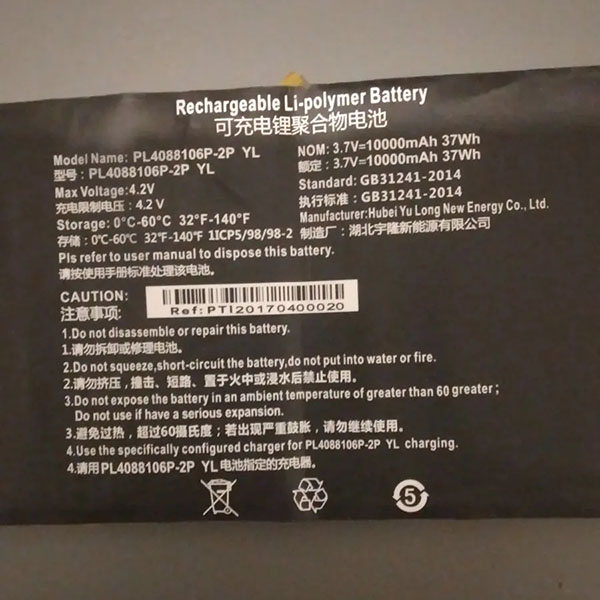 Rechargeable Li-polymer Battery
可充电锂聚合物电池
Model Name: PL4088106P-2P YL
型号: PL4088106P-2P YL
Max Voltage:4.2V
充电限制电压: 4.2 V
Storage: 0°C-60°C 32°F-140°F
存储: 0℃-60℃ 32°F-140°F 1ICP5/98/98-2
Pls refer to user manual to dispose this battery.
请按使用手册标准处理该电池。
NOM: 3.7V=10000mAh 37Wh
额定: 3.7V=10000mAh 37Wh
Standard: GB31241-2014
执行标准: GB31241-2014
Manufacturer:Hubei Yu Long New Energy Co., Ltd.
制造厂: 湖北宇隆新能源有限公司
CAUTION:
注意事项:
Ref: PTI20170400020
1.Do not disassemble or repair this battery.
1.请勿拆卸或修理电池。
2.Do not squeeze,short-circuit the battery,do not put into water or fire.
2.请勿挤压，撞击、短路、置于火中或浸水后禁止使用。
3.Do not expose the battery in an ambient temperature of greater than 60 greater;
Do not use if have a serious expansion.
3.避免过热，超过60摄氏度；若出现严重鼓胀，请勿继续使用。
4.Use the specifically configured charger for PL4088106P-2P YL charging.
4.请用PL4088106P-2P YL电池指定的充电器。
5